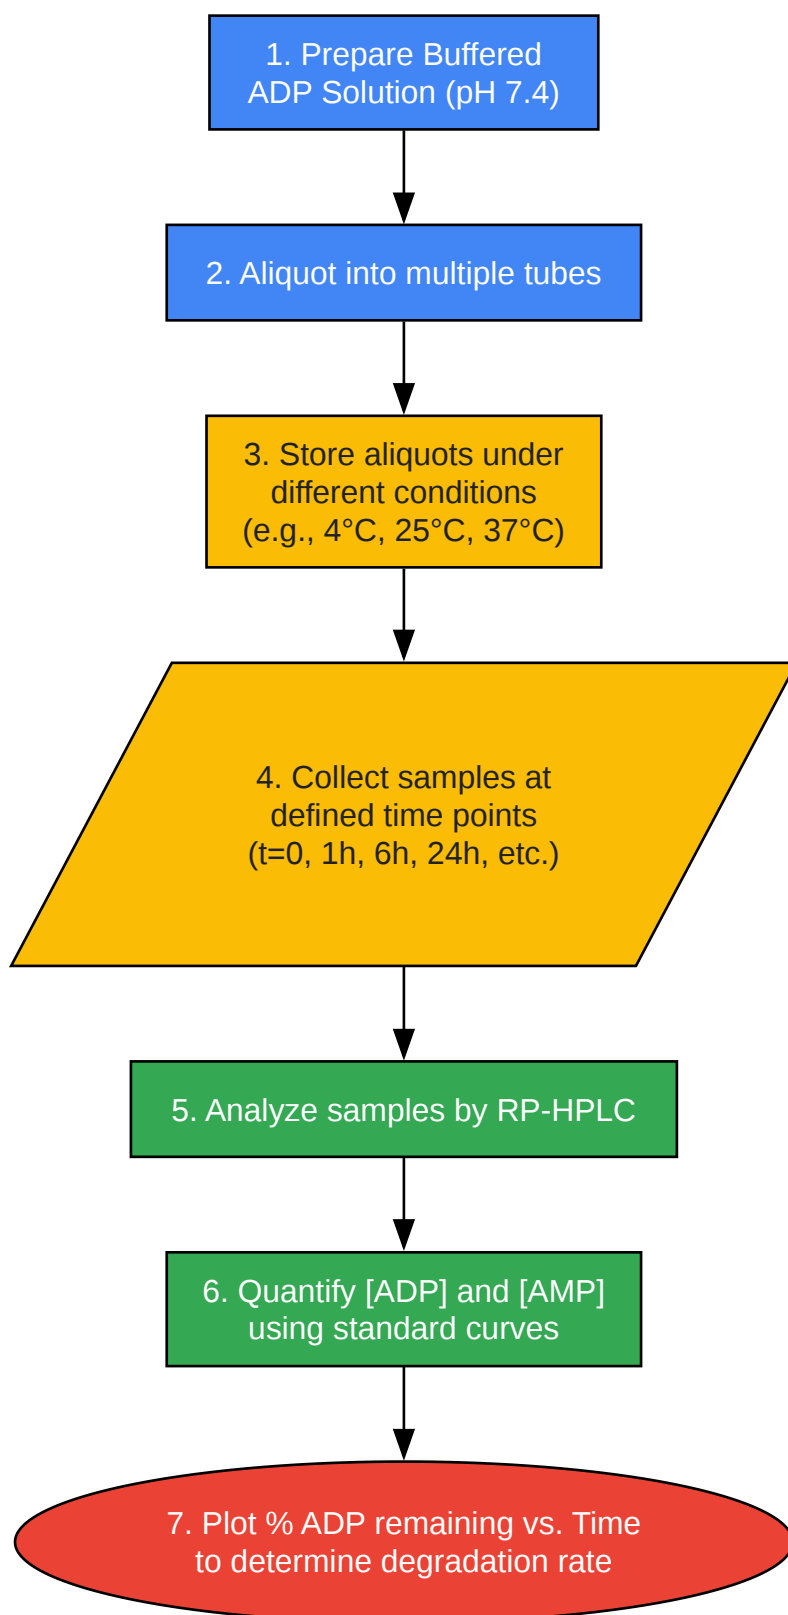 1. Prepare Buffered
ADP Solution (pH 7.4)
2. Aliquot into multiple tubes
3. Store aliquots under
different conditions
(e.g., 4°C, 25°C, 37°C)
4. Collect samples at
defined time points
(t=0, 1h, 6h, 24h, etc.)
5. Analyze samples by RP-HPLC
6. Quantify [ADP] and [AMP]
using standard curves
7. Plot % ADP remaining vs. Time
to determine degradation rate